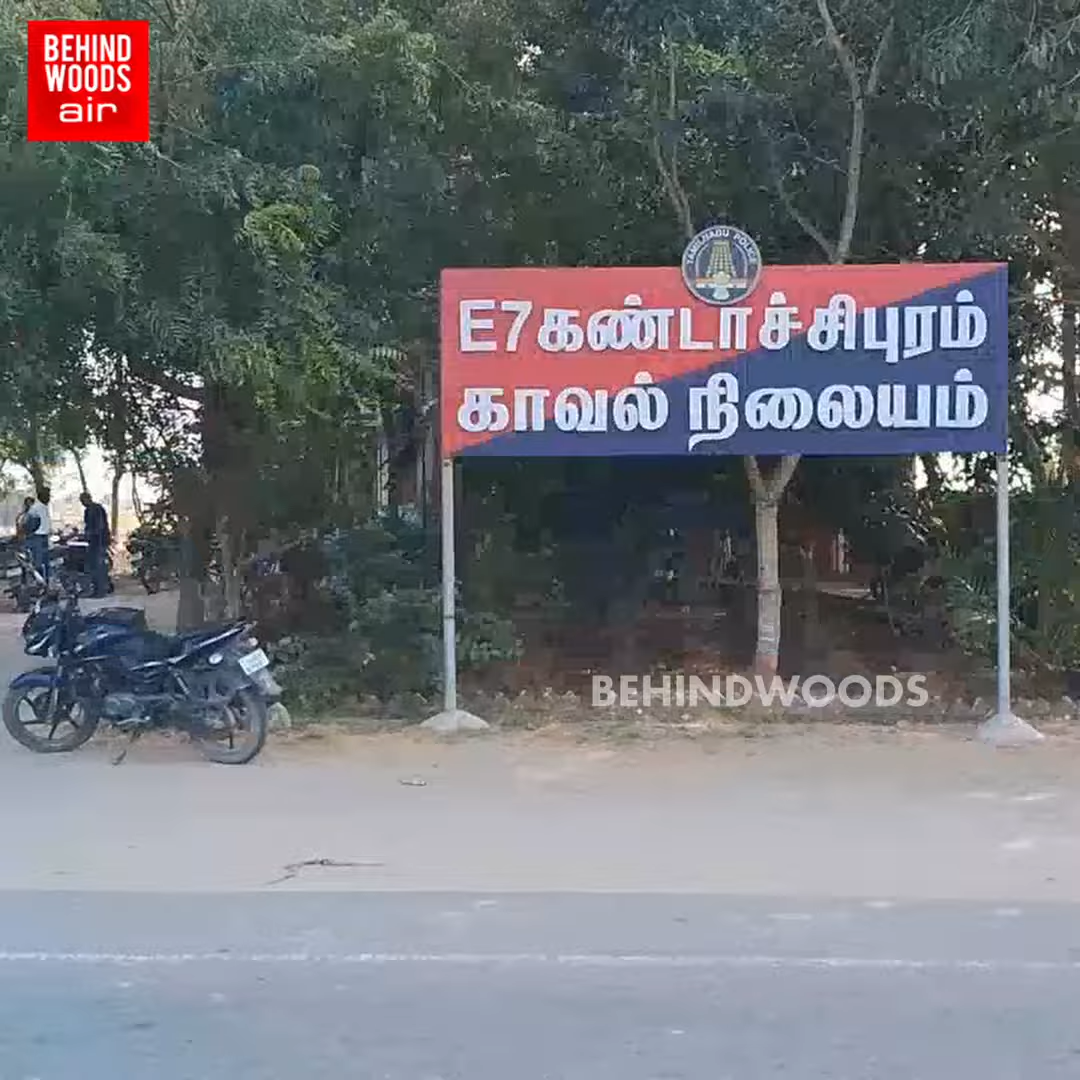 BEHIND
WOODS
air
TAMILNADU POLICE
E7 கண்டாச்சிபுரம்
காவல் நிலையம்
BEHINDWOODS